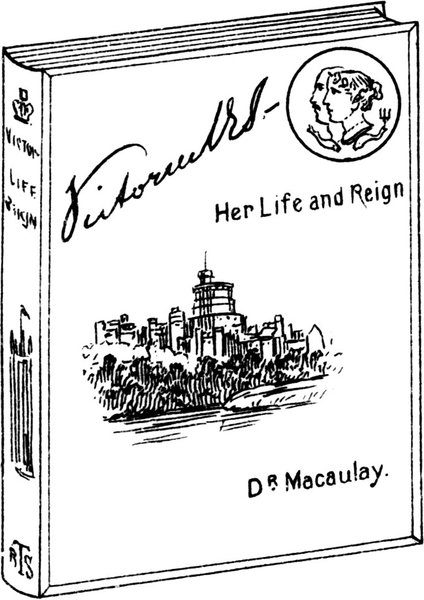 Victoria R I
Her Life and Reign
DR Macaulay.
VICTOR
LIFE
REIGN
RTS